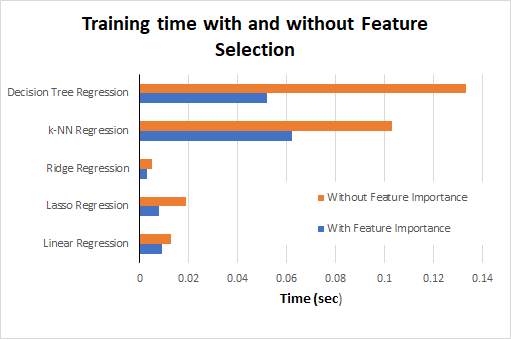 Training time with and without Feature
Selection
Decision Tree Regression
k-NN Regression
Ridge Regression
Lasso Regression
Linear Regression
Without Feature Importance
With Feature Importance
0 0.02 0.04 0.06 0.08 0.1 0.12 0.14
Time (sec)